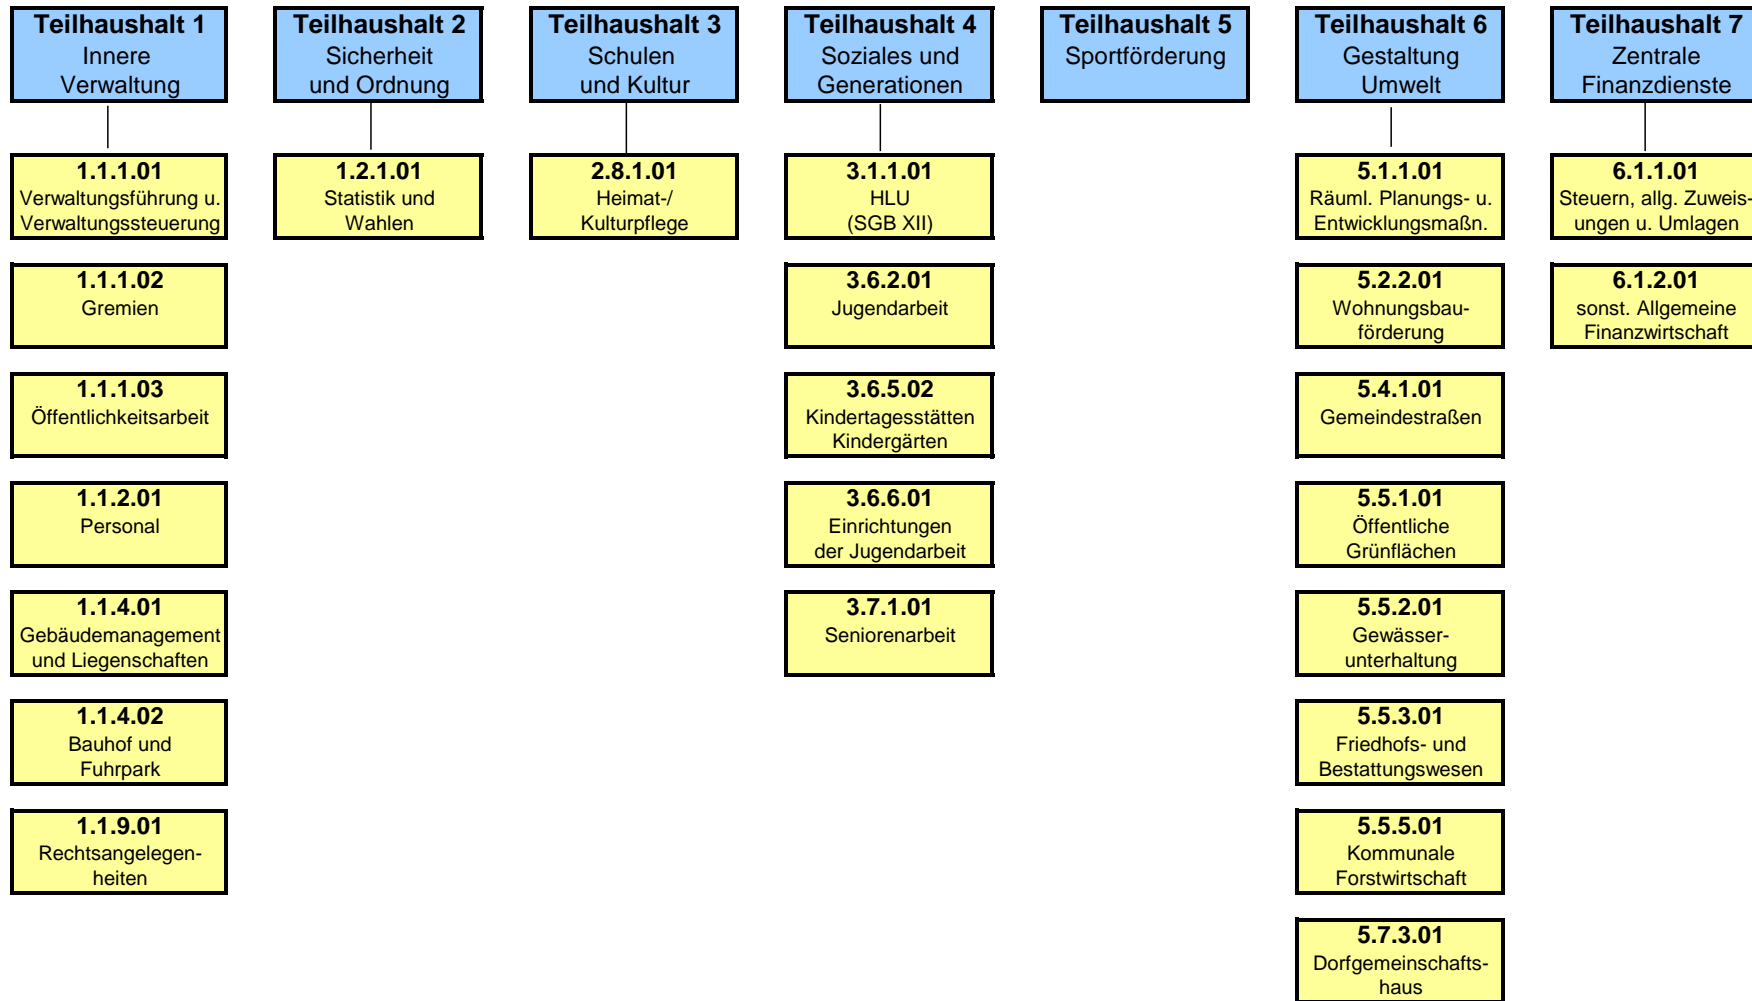 Teilhaushalt 1
Innere
Verwaltung
1.1.1.01
Verwaltungsführung u.
Verwaltungssteuerung
1.1.1.02
Gremien
1.1.1.03
Öffentlichkeitsarbeit
1.1.2.01
Personal
1.1.4.01
Gebäudemanagement
und Liegenschaften
1.1.4.02
Bauhof und
Fuhrpark
1.1.9.01
Rechtsangelegen-
heiten
Teilhaushalt 2
Sicherheit
und Ordnung
1.2.1.01
Statistik und
Wahlen
Teilhaushalt 3
Schulen
und Kultur
2.8.1.01
Heimat-/
Kulturpflege
Teilhaushalt 4
Soziales und
Generationen
3.1.1.01
HLU
(SGB XII)
3.6.2.01
Jugendarbeit
3.6.5.02
Kindertagesstätten
Kindergärten
3.6.6.01
Einrichtungen
der Jugendarbeit
3.7.1.01
Seniorenarbeit
Teilhaushalt 5
Sportförderung
Teilhaushalt 6
Gestaltung
Umwelt
5.1.1.01
Räuml. Planungs- u.
Entwicklungsmaßn.
5.2.2.01
Wohnungsbau-
förderung
5.4.1.01
Gemeindestraßen
5.5.1.01
Öffentliche
Grünflächen
5.5.2.01
Gewässer-
unterhaltung
5.5.3.01
Friedhofs- und
Bestattungswesen
5.5.5.01
Kommunale
Forstwirtschaft
5.7.3.01
Dorfgemeinschafts-
haus
Teilhaushalt 7
Zentrale
Finanzdienste
6.1.1.01
Steuern, allg. Zuweis-
ungen u. Umlagen
6.1.2.01
sonst. Allgemeine
Finanzwirtschaft